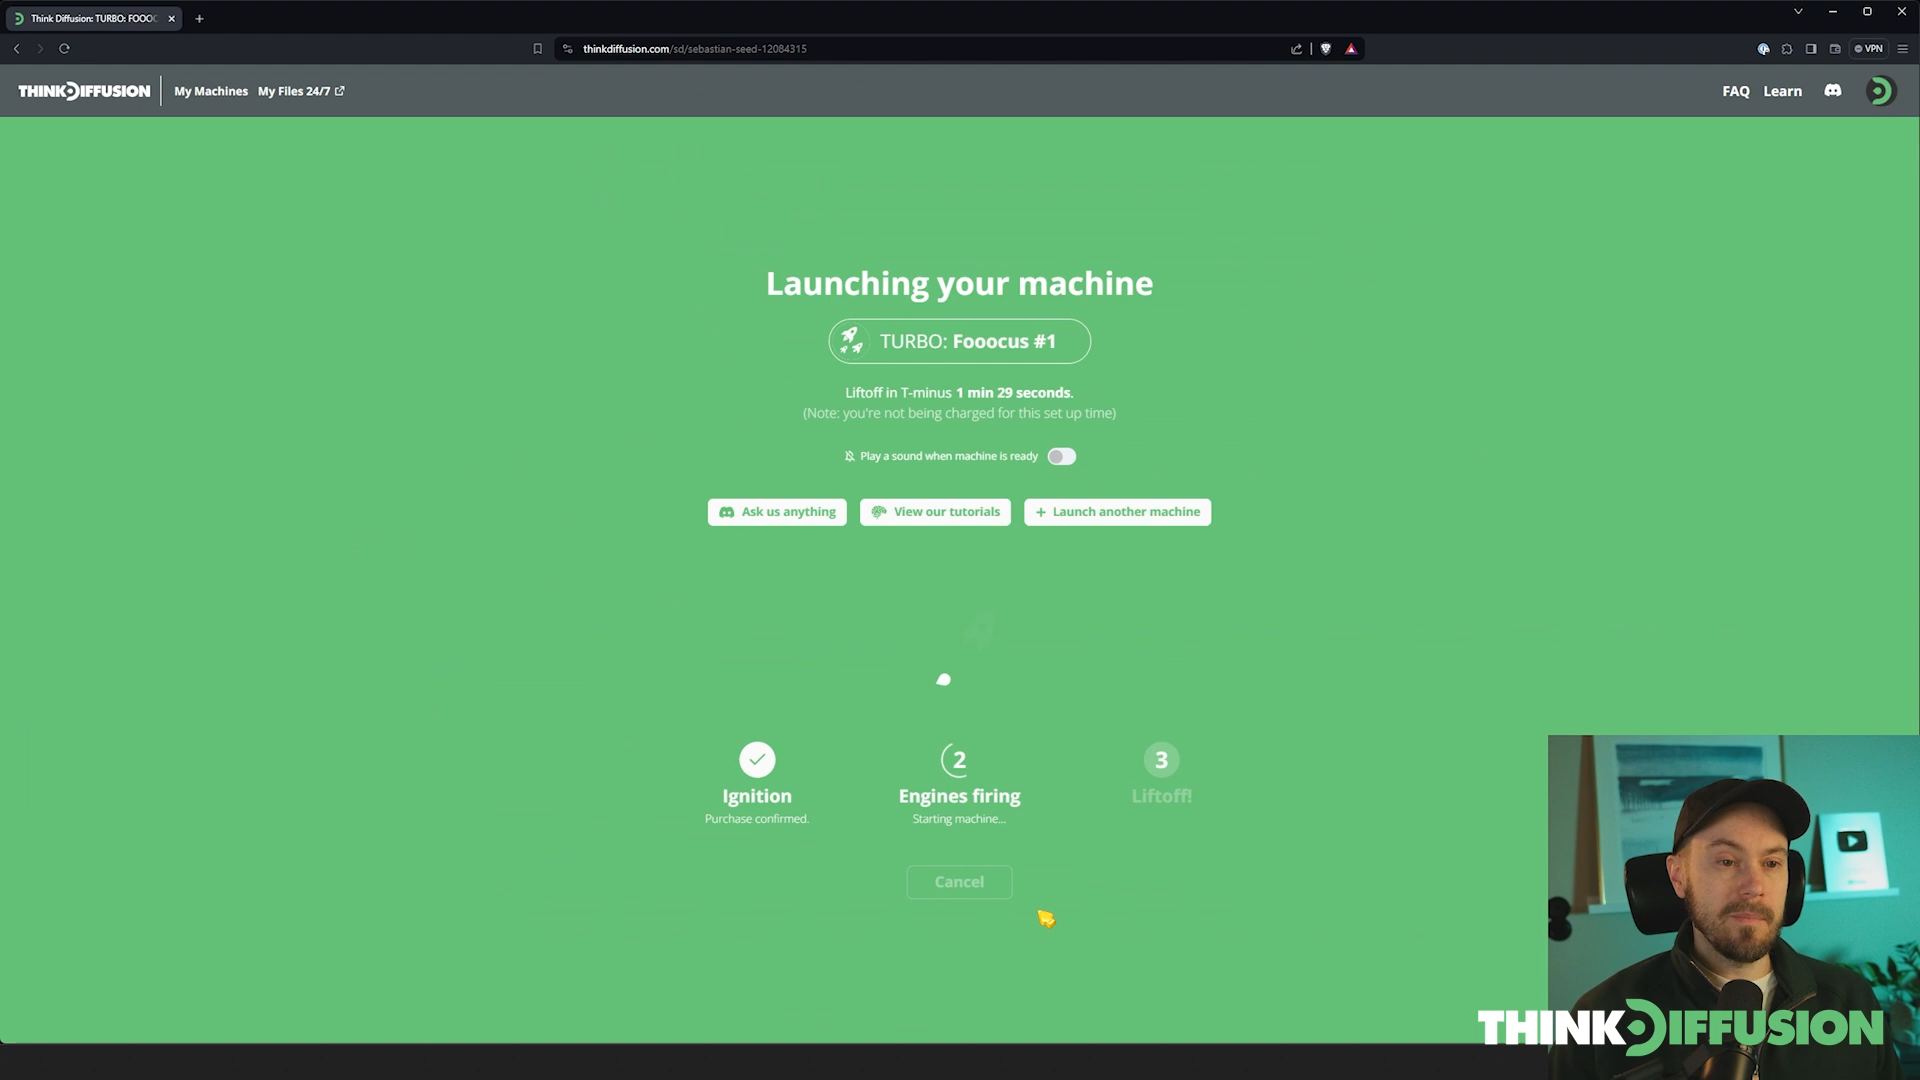 Think Diffusion: TURBO: FOOOC
thinkdiffusion.com/sd/sebastian-seed-12084315
VPN
THINKDIFFUSION
My Machines
My Files 24/7
FAQ
Learn
Launching your machine
TURBO: Fooocus #1
Liftoff in T-minus 1 min 29 seconds.
(Note: you're not being charged for this set up time)
Play a sound when machine is ready
Ask us anything
View our tutorials
+ Launch another machine
2
3
Ignition
Engines firing
Liftoff!
Purchase confirmed.
Starting machine...
Cancel
THINKDIFFUSION